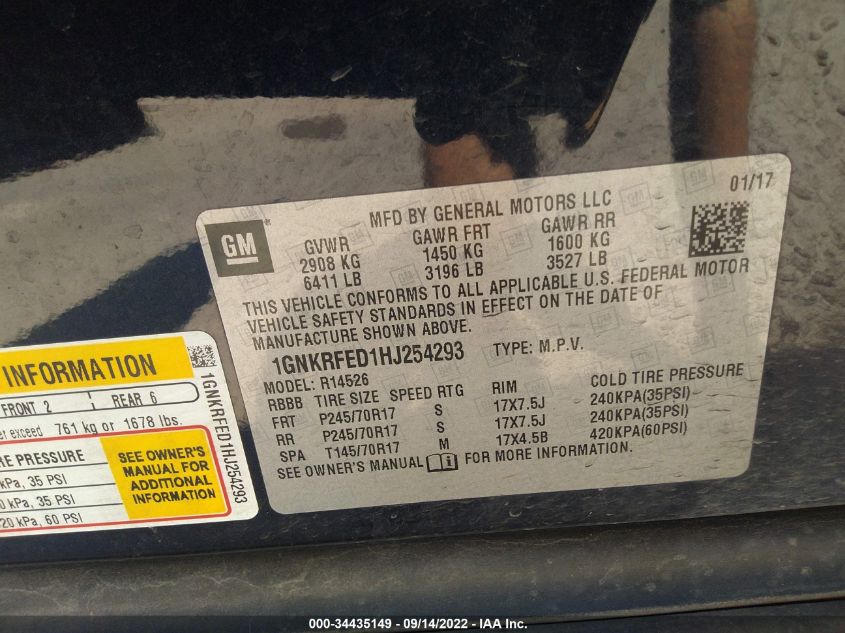 MFD BY GENERAL MOTORS LLC
01/17
GM
GVWR GAWR FRT GAWR RR
2908 KG 1450 KG 1600 KG
6411 LB 3196 LB 3527 LB
THIS VEHICLE CONFORMS TO ALL APPLICABLE U.S. FEDERAL MOTOR
VEHICLE SAFETY STANDARDS IN EFFECT ON THE DATE OF
MANUFACTURE SHOWN ABOVE.
1GNKRFED1HJ254293 TYPE: M.P.V.
MODEL: R14526
RBBB TIRE SIZE SPEED RTG RIM COLD TIRE PRESSURE
FRT P245/70R17 S 17X7.5J 240KPA(35PSI)
RR P245/70R17 S 17X7.5J 240KPA(35PSI)
SPA T145/70R17 M 17X4.5B 420KPA(60PSI)
SEE OWNER'S MANUAL FOR MORE INFORMATION.
INFORMATION
FRONT 2 REAR 6
exceed 761 kg or 1678 lbs.
PRESSURE
kPa, 35 PSI
kPa, 35 PSI
kPa, 60 PSI
SEE OWNER'S
MANUAL FOR
ADDITIONAL
INFORMATION
1GNKRFED1HJ254293
000-34435149 - 09/14/2022 - IAA Inc.